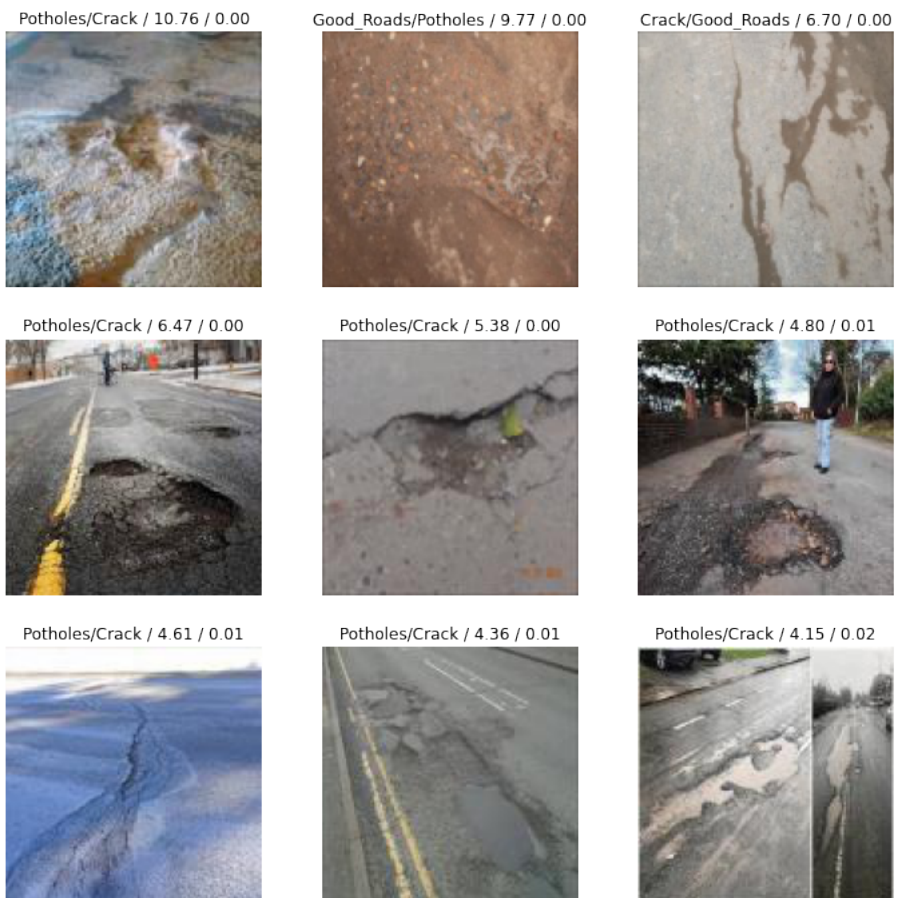 Potholes/Crack / 10.76 / 0.00
Good_Roads/Potholes / 9.77 / 0.00
Crack/Good_Roads / 6.70 / 0.00
Potholes/Crack / 6.47 / 0.00
Potholes/Crack / 5.38 / 0.00
Potholes/Crack / 4.80 / 0.01
Potholes/Crack / 4.61 / 0.01
Potholes/Crack / 4.36 / 0.01
Potholes/Crack / 4.15 / 0.02